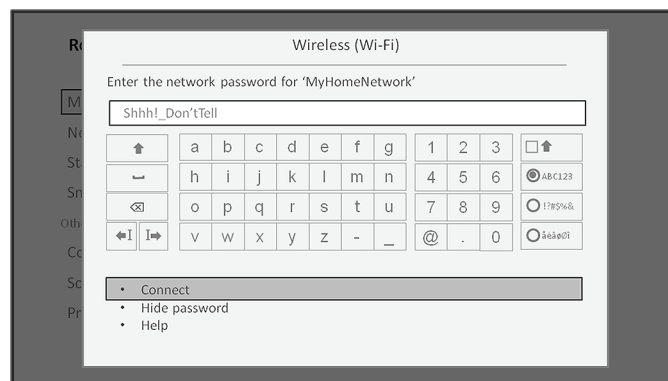 Wireless (Wi-Fi)
Enter the network password for ‘MyHomeNetwork’
Shhh!_Don’tTell
a b c d e f g 1 2 3
h i j k l m n 4 5 6 ABC123
o p q r s t u 7 8 9 !?#$%&
v w x y z - _ @ . 0
• Connect
• Hide password
• Help